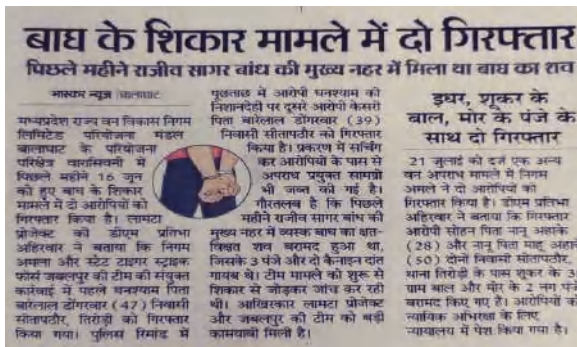 बाघ के शिकार मामले में दो गिरफ्तार
पिछले महीने राजीव सागर बांध की मुख्य नहर में मिला था बाघ का शव
भास्कर न्यूज | बालाघाट
मध्यप्रदेश राज्य वन विकास निगम
लिमिटेड परियोजना मंडल
बालाघाट के परियोजना
परिक्षेत्र वारासिवनी में
पिछले महीने 16 जून
को हुए बाघ के शिकार
मामले में दो आरोपियों को
गिरफ्तार किया है। लामटा
प्रोजेक्ट की डीएम प्रतिभा
अहिरवार ने बताया कि निगम
अमला और स्टेट टाइगर स्ट्राइक
फोर्स जबलपुर की टीम की संयुक्त
कार्रवाई में पहले घनश्याम पिता
बारेलाल डोंगरवार (47) निवासी
सीतापठौर, तिरोड़ी को गिरफ्तार
किया गया। पुलिस रिमांड में
पूछताछ में आरोपी घनश्याम की
निशानदेही पर दूसरे आरोपी केसरी
पिता बारेलाल डोंगरवार (39)
निवासी सीतापठौर को गिरफ्तार
किया है। प्रकरण में सर्चिंग
कर आरोपियों के पास से
अपराध प्रयुक्त सामग्री
भी जब्त की गई है।
गौरतलब है कि पिछले
महीने राजीव सागर बांध की
मुख्य नहर में व्यस्क बाघ का क्षत-
विक्षत शव बरामद हुआ था,
जिसके 3 पंजे और दो कैनाइन दांत
गायब थे। टीम मामले को शुरू से
शिकार से जोड़कर जांच कर रही
थी। आखिरकार लामटा प्रोजेक्ट
और जबलपुर की टीम को बड़ी
कामयाबी मिली है।
इधर, शूकर के
बाल, मोर के पंजे के
साथ दो गिरफ्तार
21 जुलाई को दर्ज एक अन्य
वन अपराध मामले में निगम
अमले ने दो आरोपियों को
गिरफ्तार किया है। डीएम प्रतिभा
अहिरवार ने बताया कि गिरफ्तार
आरोपी सोहन पिता नानू अहाके
(28) और नानू पिता माहू अहाके
(50) दोनों निवासी सीतापठौर,
थाना तिरोड़ी के पास शूकर के 3
ग्राम बाल और मोर के 2 नग पंजे
बरामद किए गए है। आरोपियों को
न्यायिक अभिरक्षा के लिए
न्यायालय में पेश किया गया है।